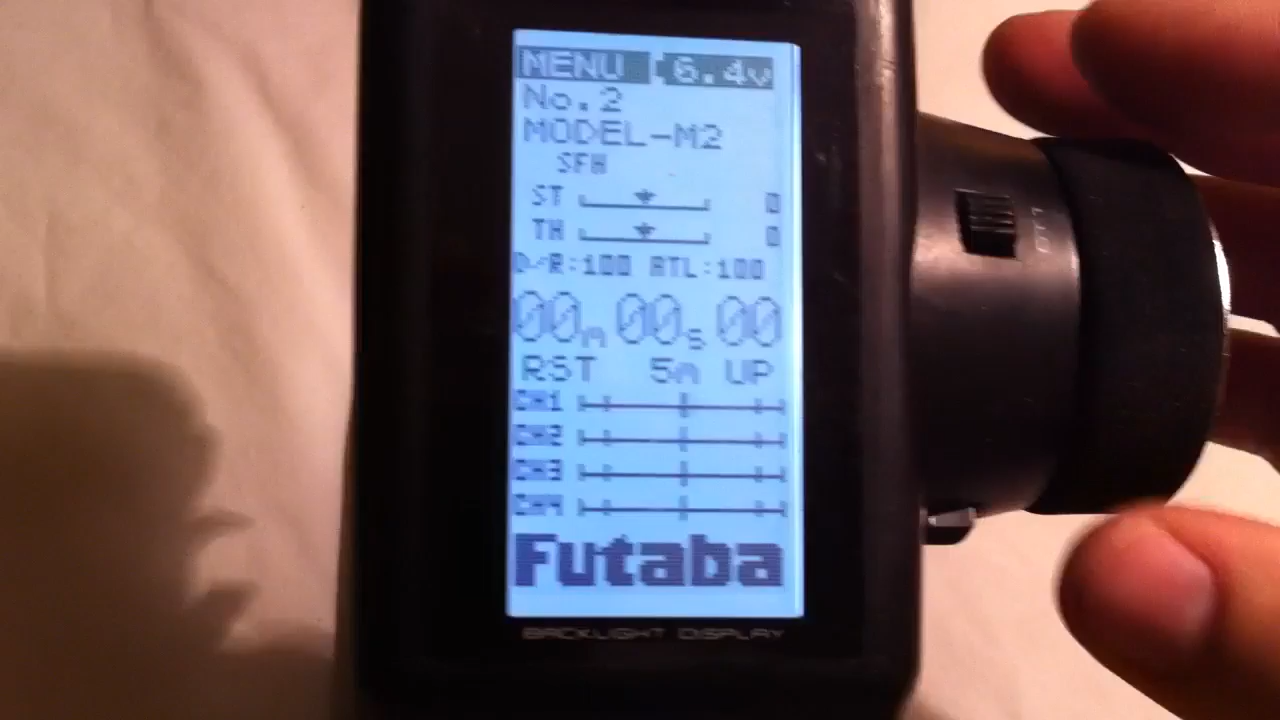 MENU 6.4v
No.2
MODEL-M2
SFH
ST 0
TH 0
D/R:100 ATL:100
00m 00s 00
RST 5m UP
CH1
CH2
CH3
CH4
Futaba
BACKLIGHT DISPLAY